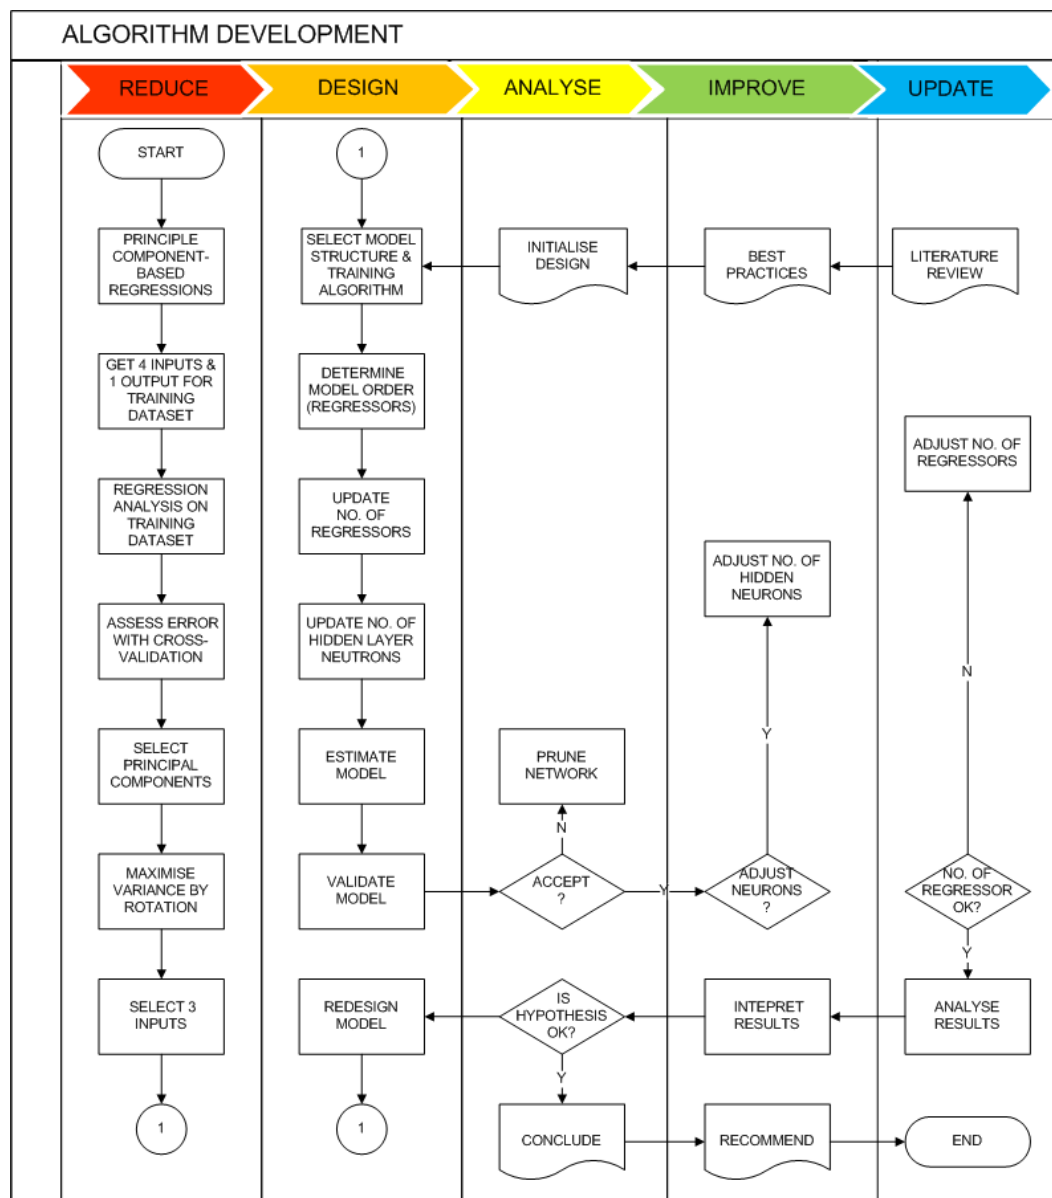 ALGORITHM DEVELOPMENT
REDUCE
DESIGN
ANALYSE
IMPROVE
UPDATE
START
1
PRINCIPLE
COMPONENT-
BASED
REGRESSIONS
SELECT MODEL
STRUCTURE &
TRAINING
ALGORITHM
INITIALISE
DESIGN
BEST
PRACTICES
LITERATURE
REVIEW
GET 4 INPUTS &
1 OUTPUT FOR
TRAINING
DATASET
DETERMINE
MODEL ORDER
(REGRESSORS)
ADJUST NO. OF
REGRESSORS
REGRESSION
ANALYSIS ON
TRAINING
DATASET
UPDATE
NO. OF
REGRESSORS
ADJUST NO. OF
HIDDEN
NEURONS
ASSESS ERROR
WITH CROSS-
VALIDATION
UPDATE NO. OF
HIDDEN LAYER
NEUTRONS
N
SELECT
PRINCIPAL
COMPONENTS
ESTIMATE
MODEL
PRUNE
NETWORK
Y
N
MAXIMISE
VARIANCE BY
ROTATION
VALIDATE
MODEL
ACCEPT
?
Y
ADJUST
NEURONS
?
NO. OF
REGRESSOR
OK?
Y
SELECT 3
INPUTS
REDESIGN
MODEL
IS
HYPOTHESIS
OK?
INTEPRET
RESULTS
ANALYSE
RESULTS
Y
1
1
CONCLUDE
RECOMMEND
END